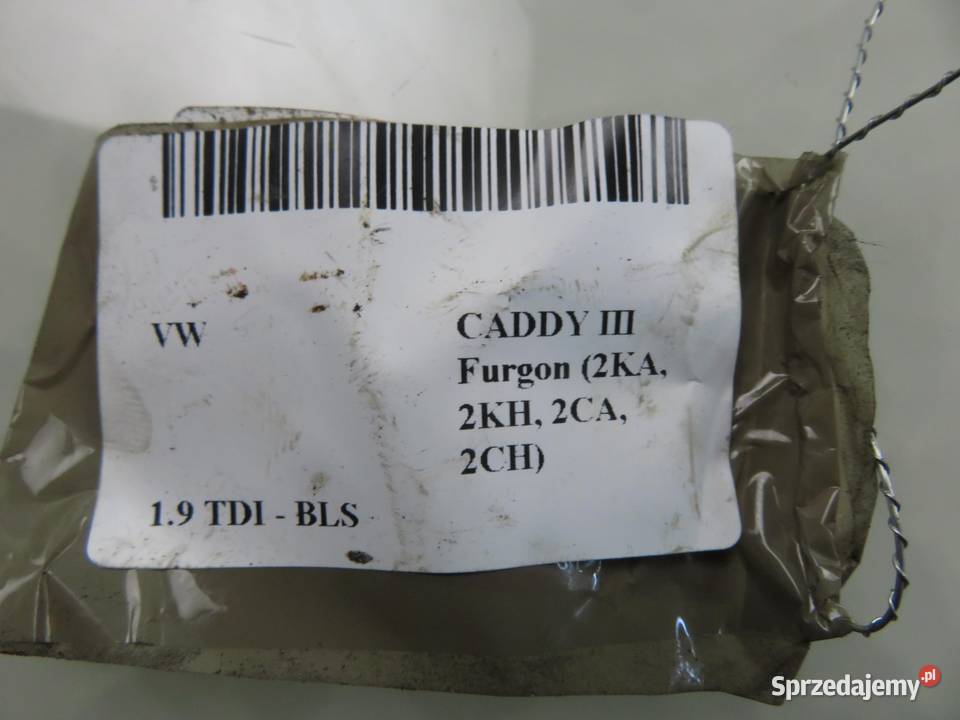 VW
CADDY III
Furgon (2KA,
2KH, 2CA,
2CH)
1.9 TDI - BLS
Sprzedajemy.pl